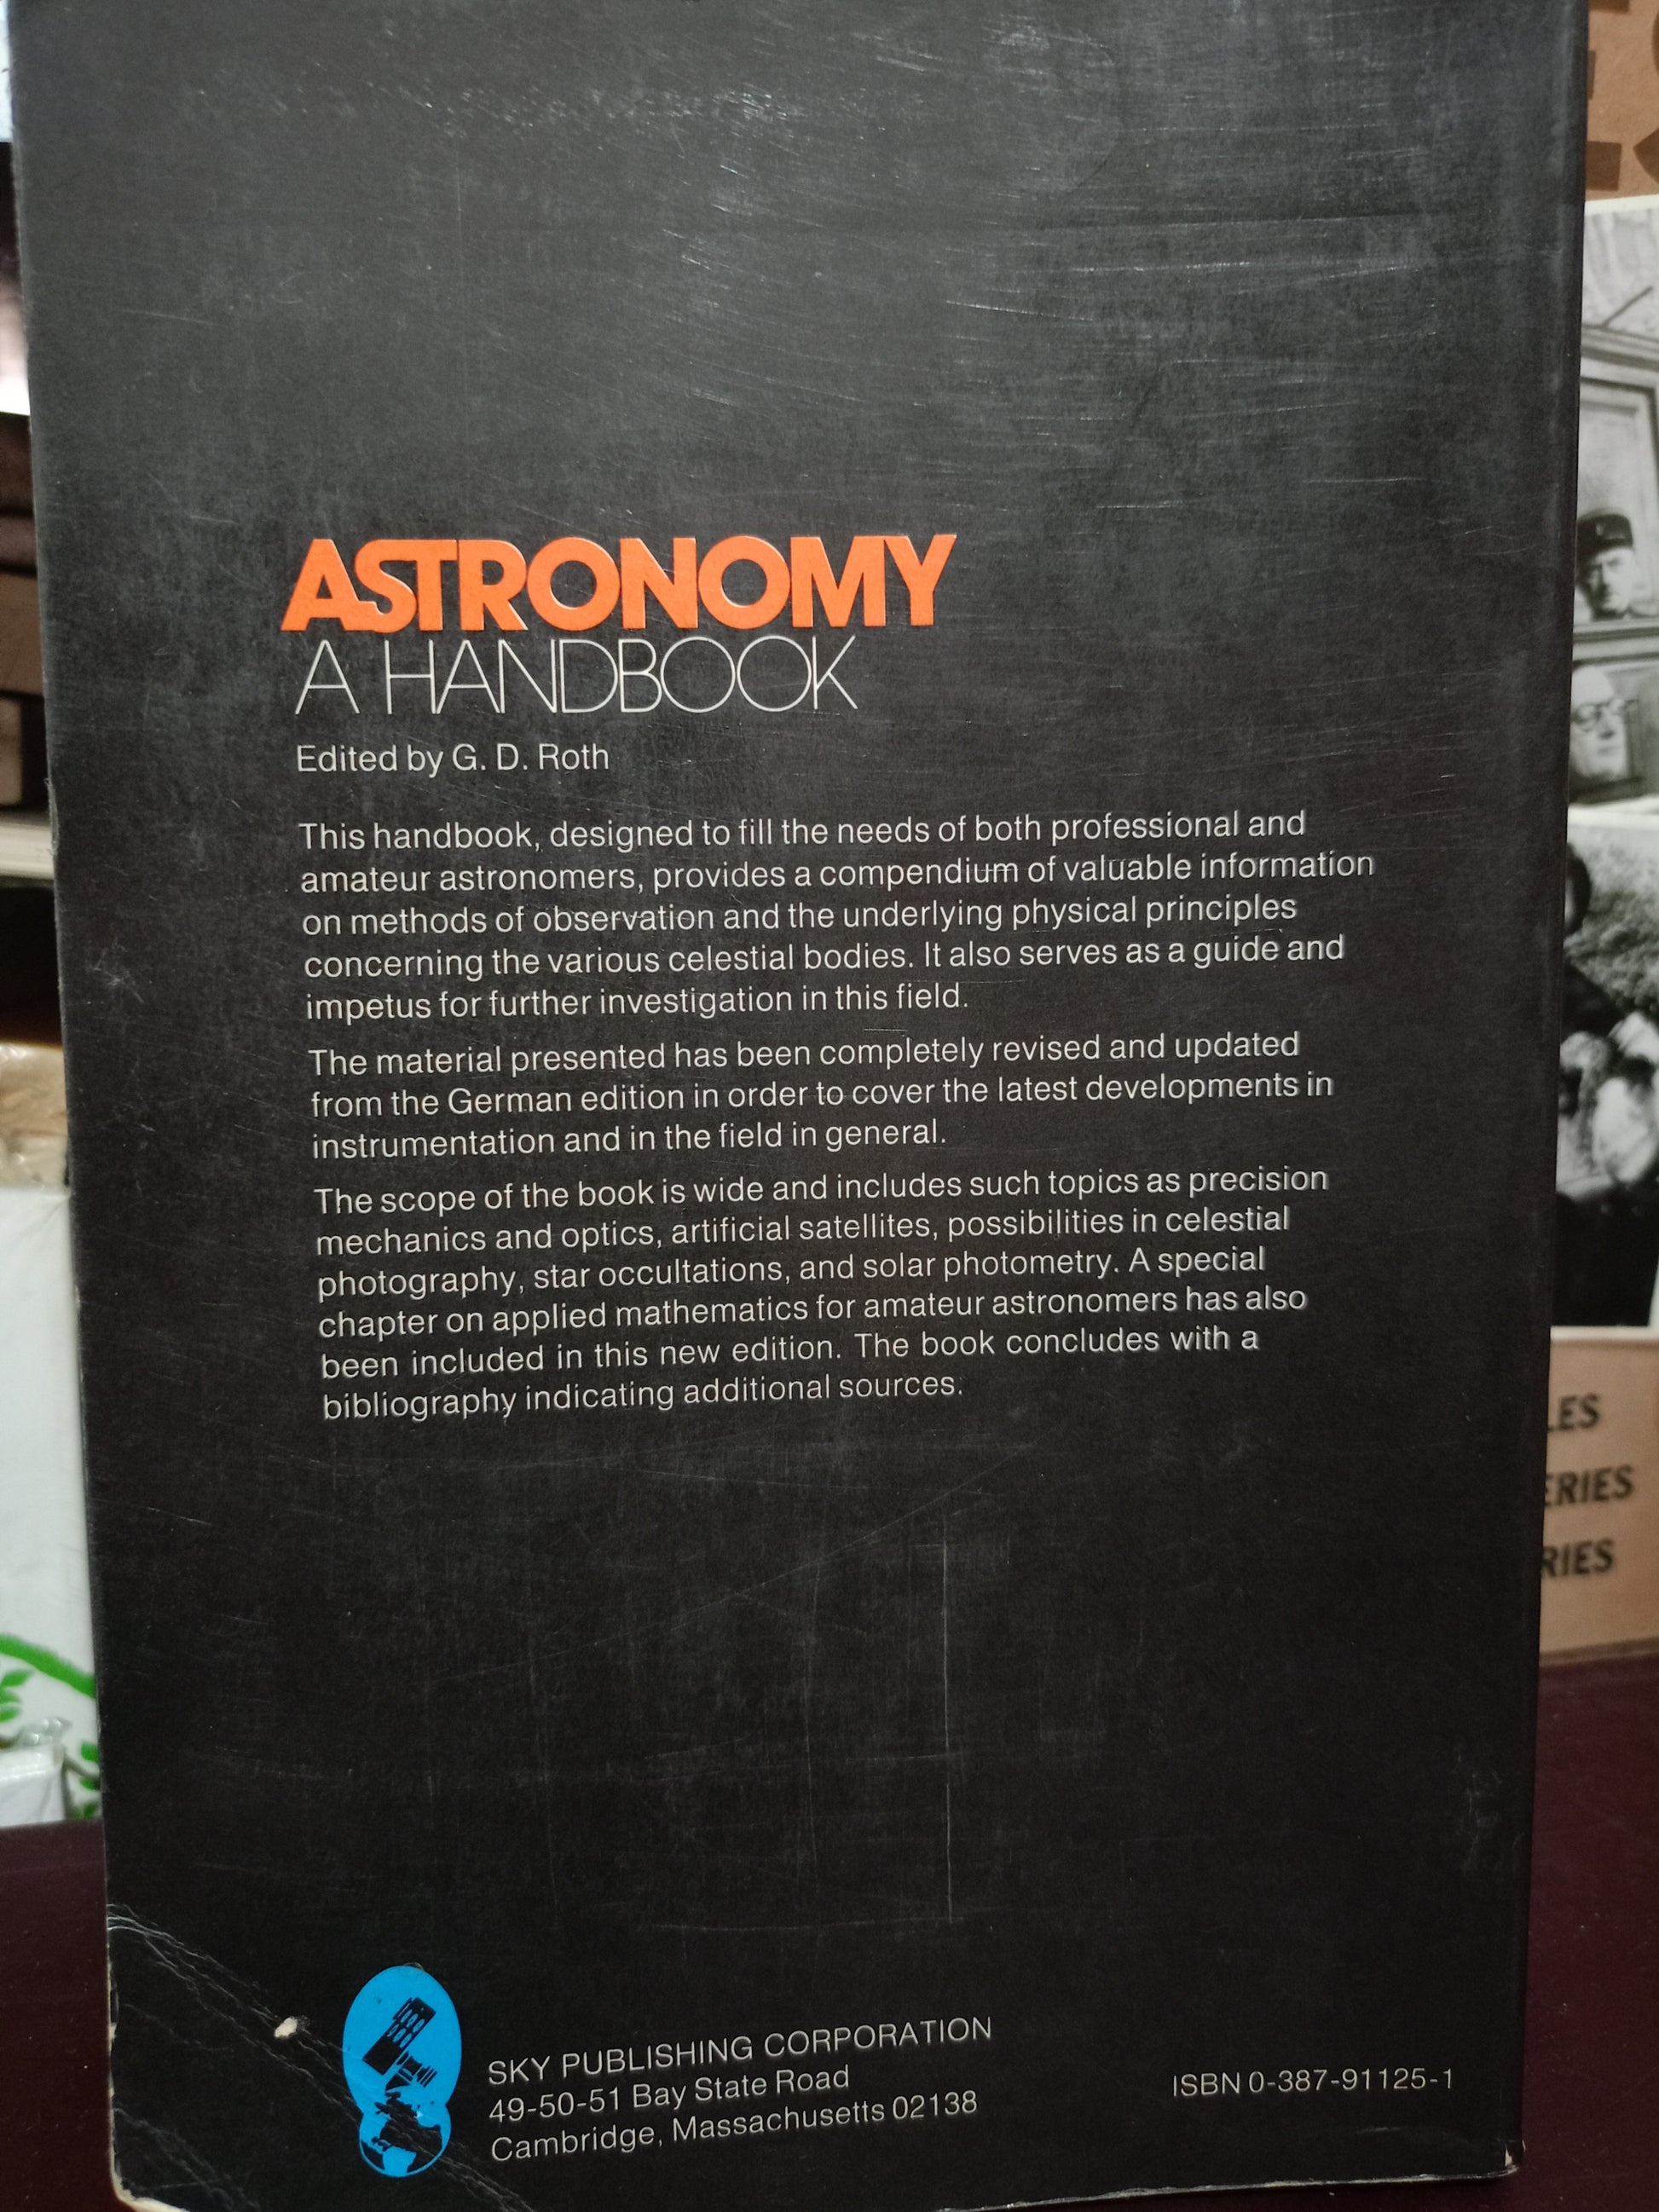 ASTRONOMY
A HANDBOOK
Edited by G. D. Roth
This handbook, designed to fill the needs of both professional and
amateur astronomers, provides a compendium of valuable information
on methods of observation and the underlying physical principles
concerning the various celestial bodies. It also serves as a guide and
impetus for further investigation in this field.
The material presented has been completely revised and updated
from the German edition in order to cover the latest developments in
instrumentation and in the field in general.
The scope of the book is wide and includes such topics as precision
mechanics and optics, artificial satellites, possibilities in celestial
photography, star occultations, and solar photometry. A special
chapter on applied mathematics for amateur astronomers has also
been included in this new edition. The book concludes with a
bibliography indicating additional sources.
LES
ERIES
RIES
SKY PUBLISHING CORPORATION
49-50-51 Bay State Road
Cambridge, Massachusetts 02138
ISBN 0-387-91125-1